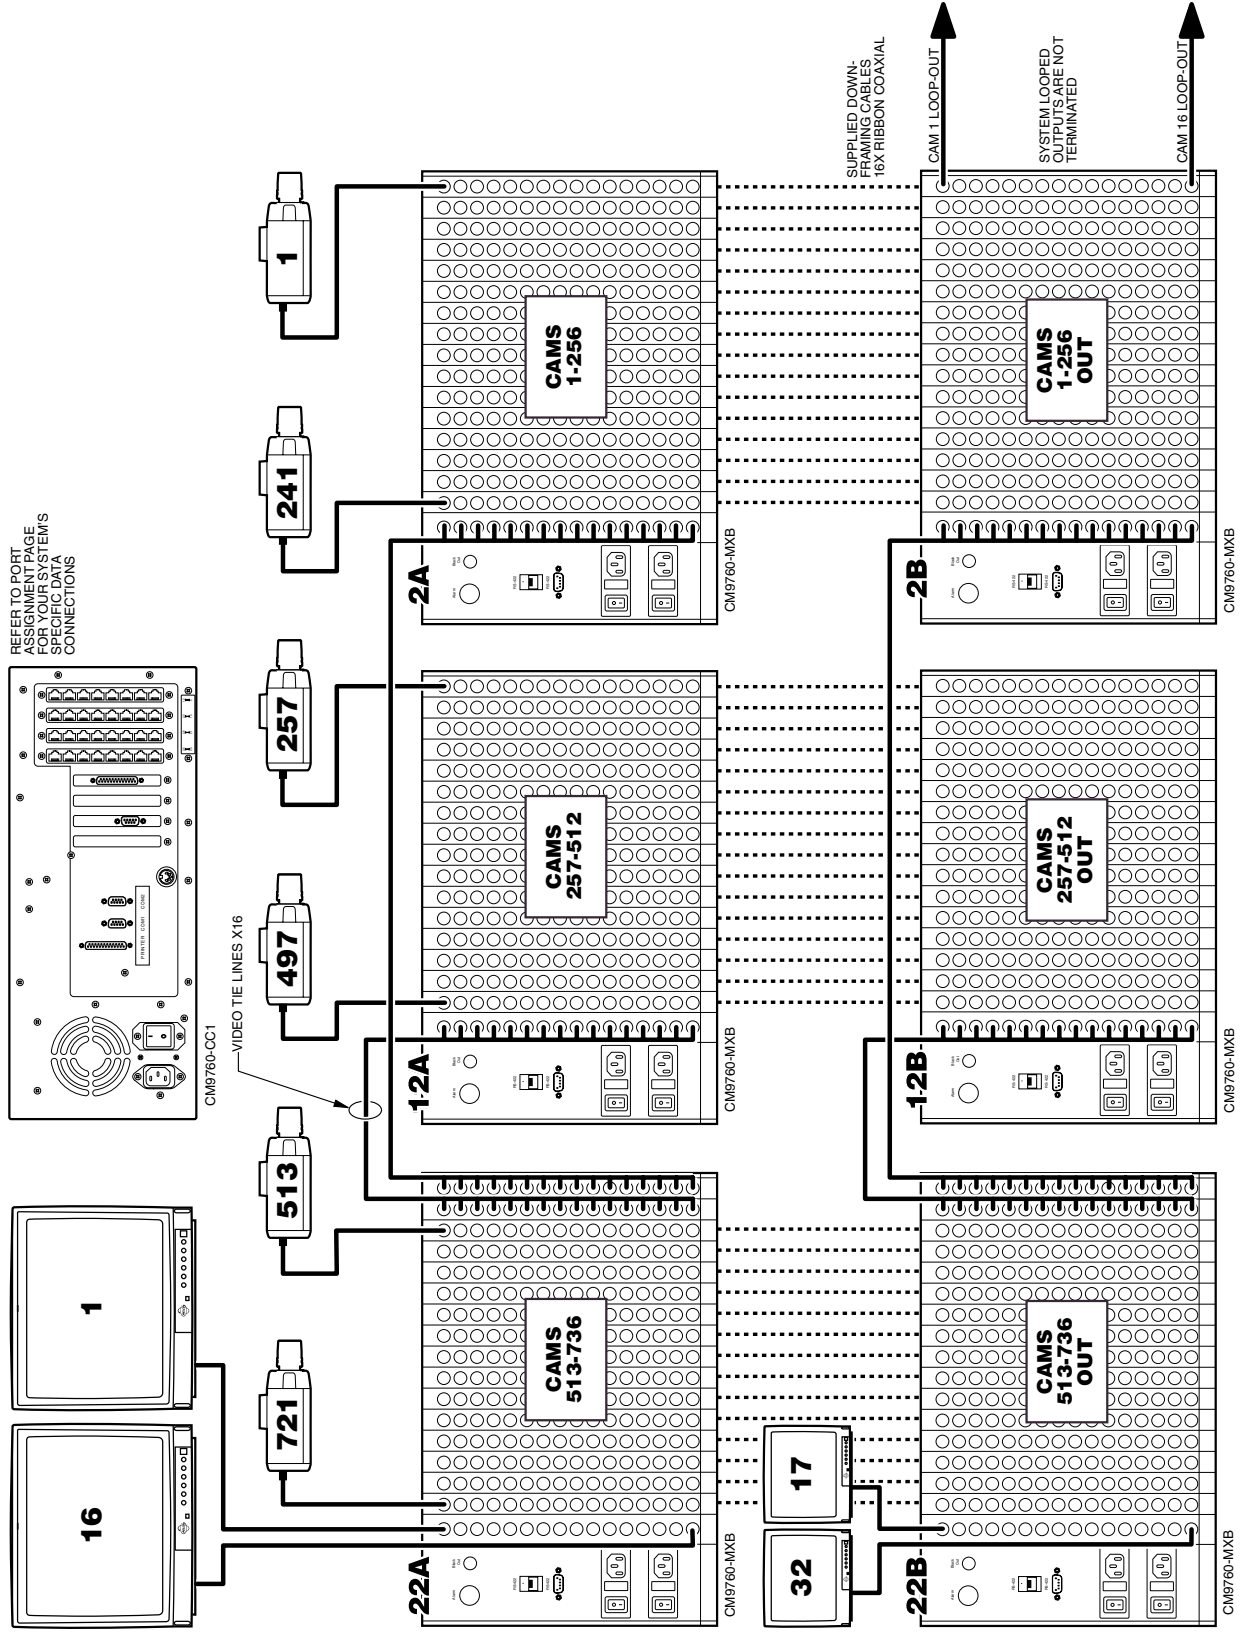 16
1
PRINTER COM1 COM2
CM9760-CC1
REFER TO PORT
ASSIGNMENT PAGE
FOR YOUR SYSTEM'S
SPECIFIC DATA
CONNECTIONS
VIDEO TIE LINES X16
721
513
497
257
241
1
22A
CAMS
513-736
CM9760-MXB
12A
CAMS
257-512
CM9760-MXB
2A
CAMS
1-256
CM9760-MXB
32
17
SUPPLIED DOWN-
FRAMING CABLES
16X RIBBON COAXIAL
22B
CAMS
513-736
OUT
CM9760-MXB
12B
CAMS
257-512
OUT
CM9760-MXB
2B
CAMS
1-256
OUT
CM9760-MXB
CAM 1 LOOP-OUT
SYSTEM LOOPED
OUTPUTS ARE NOT
TERMINATED
CAM 16 LOOP-OUT